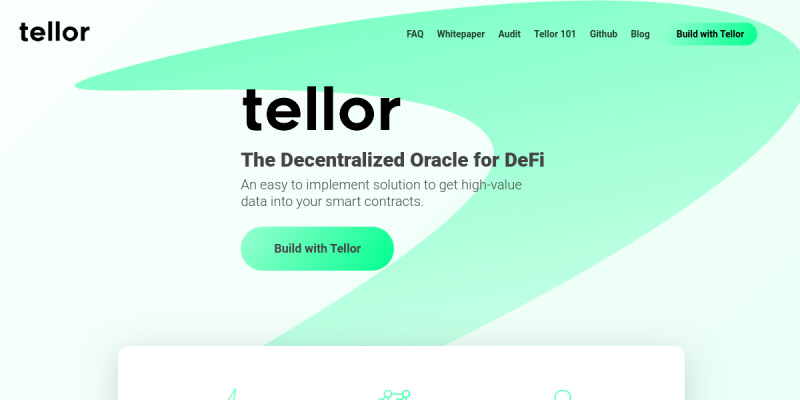 tellor
FAQ Whitepaper Audit Tellor 101 Github Blog Build with Tellor
tellor
The Decentralized Oracle for DeFi
An easy to implement solution to get high-value
data into your smart contracts.
Build with Tellor